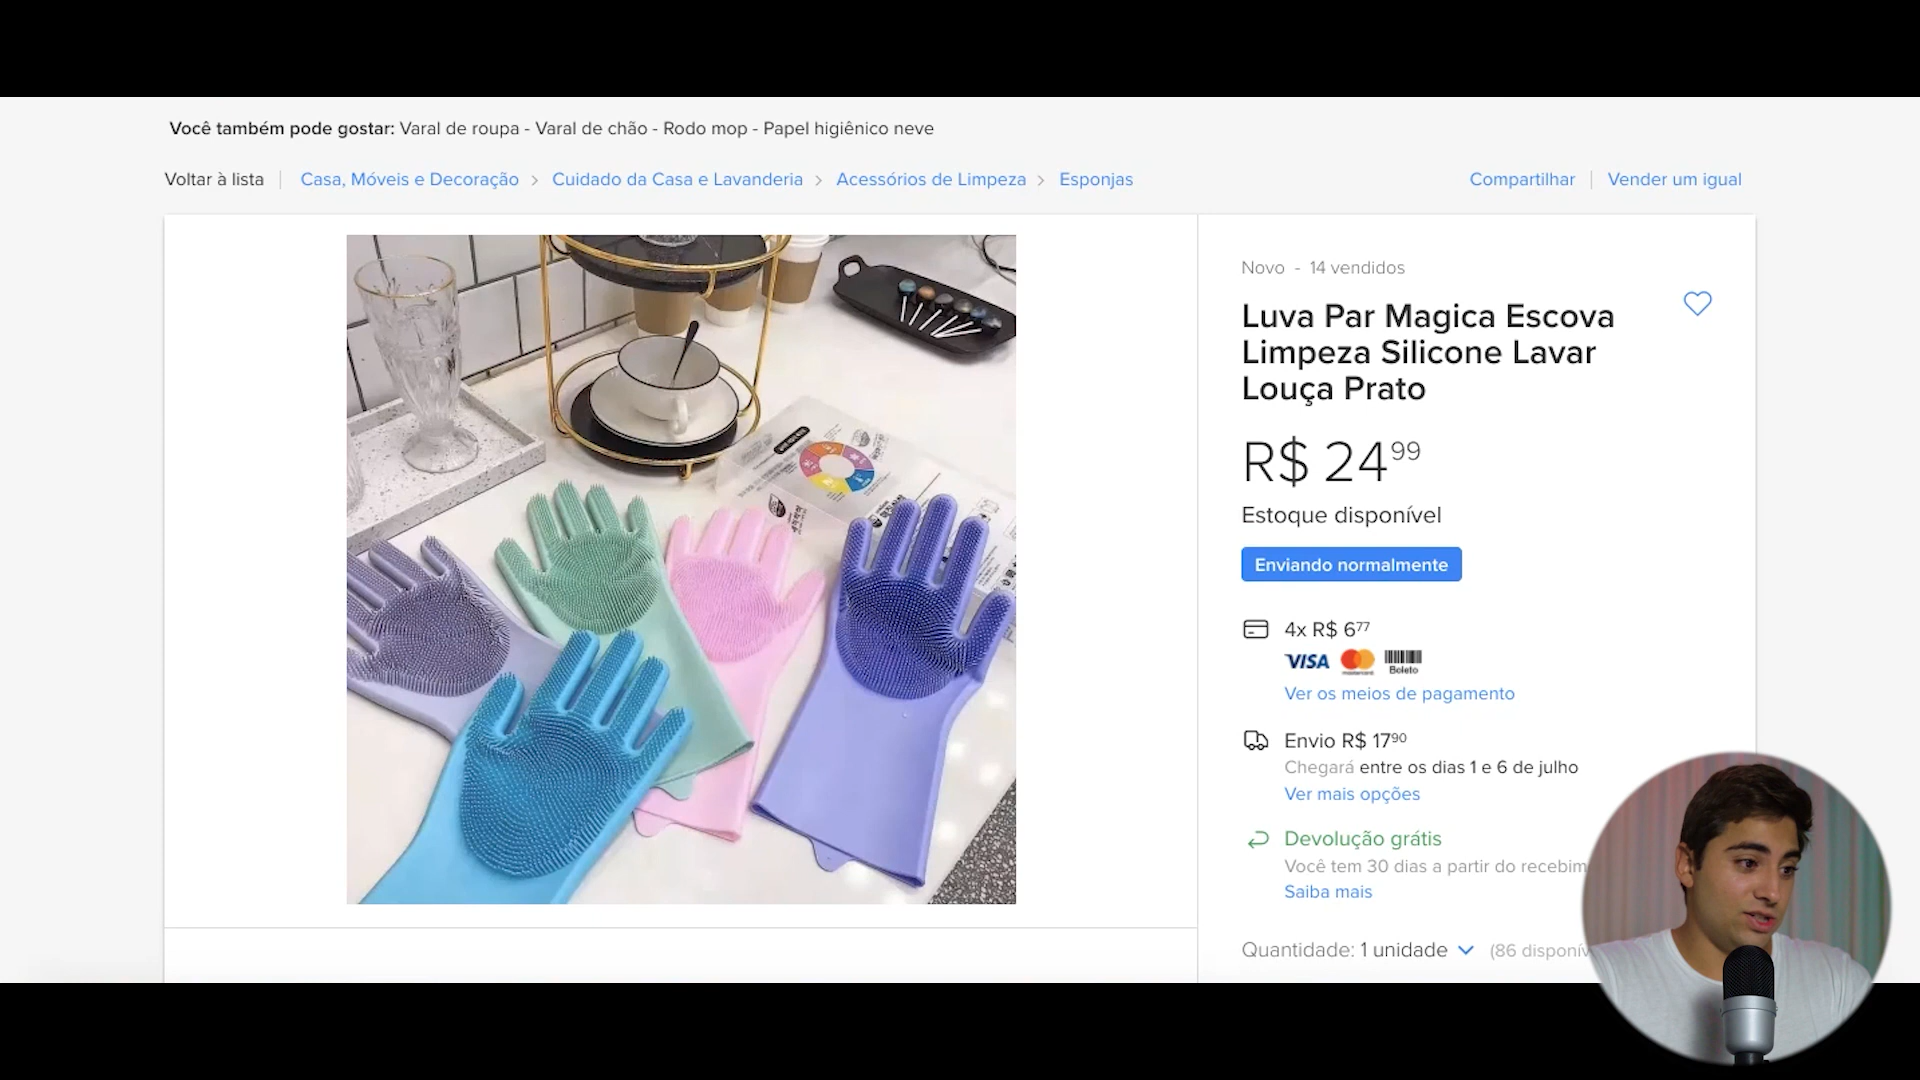 Você também pode gostar: Varal de roupa - Varal de chão - Rodo mop - Papel higiênico neve
Voltar à lista
Casa, Móveis e Decoração > Cuidado da Casa e Lavanderia > Acessórios de Limpeza > Esponjas
Compartilhar
Vender um igual
Novo - 14 vendidos
Luva Par Magica Escova
Limpeza Silicone Lavar
Louça Prato
R$ 24 99
Estoque disponível
Enviando normalmente
4x R$ 6 77
VISA
mastercard
Boleto
Ver os meios de pagamento
Envio R$ 17 90
Chegará entre os dias 1 e 6 de julho
Ver mais opções
Devolução grátis
Você tem 30 dias a partir do recebim
Saiba mais
Quantidade: 1 unidade (86 disponív